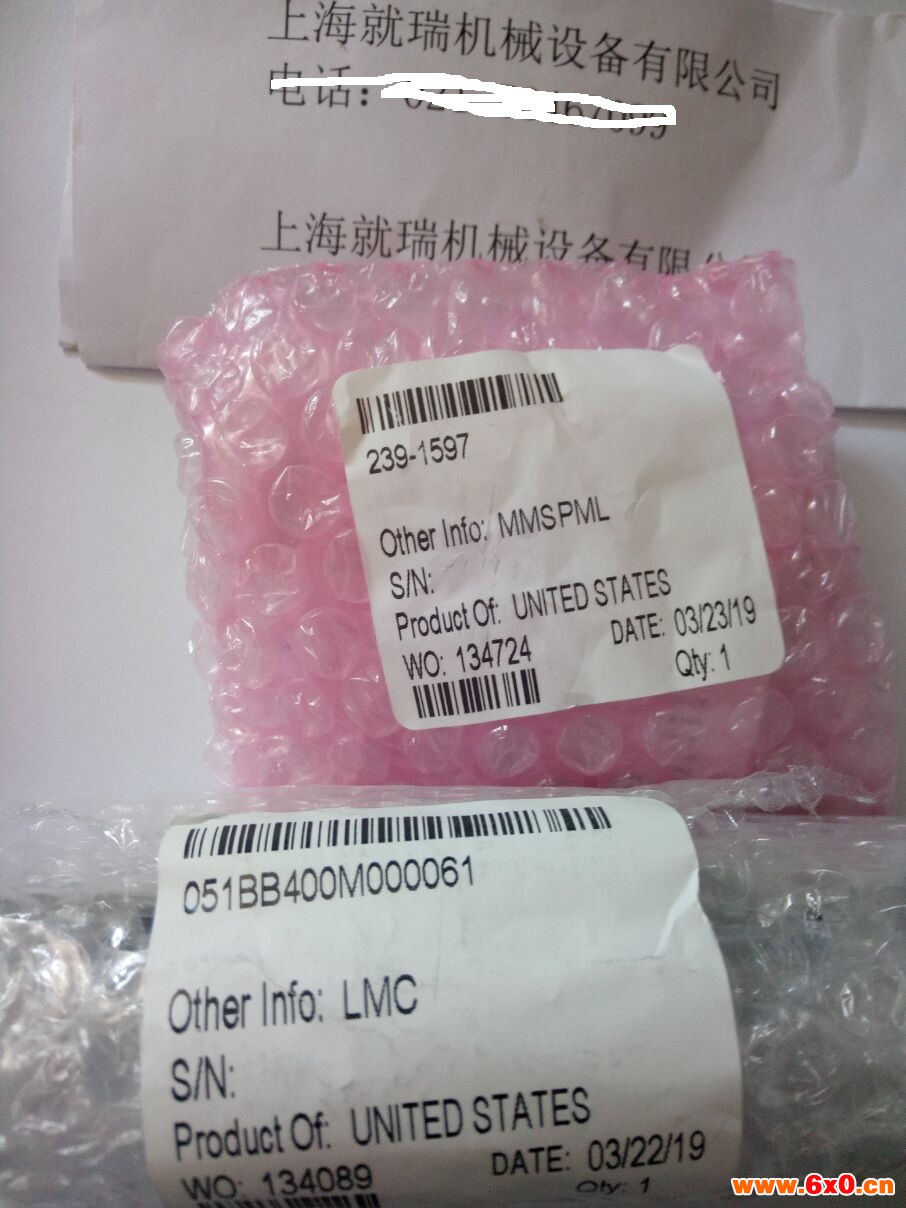 上海就瑞机械设备有限公司
电话：
上海就瑞机械设备有限
239-1597
Other Info: MMSPML
S/N:
Product Of: UNITED STATES
WO: 134724 DATE: 03/23/19
Qty: 1
051BB400M000061
Other Info: LMC
S/N:
Product Of: UNITED STATES
WO: 134089 DATE: 03/22/19
Qty: 1
www.6x0.cn